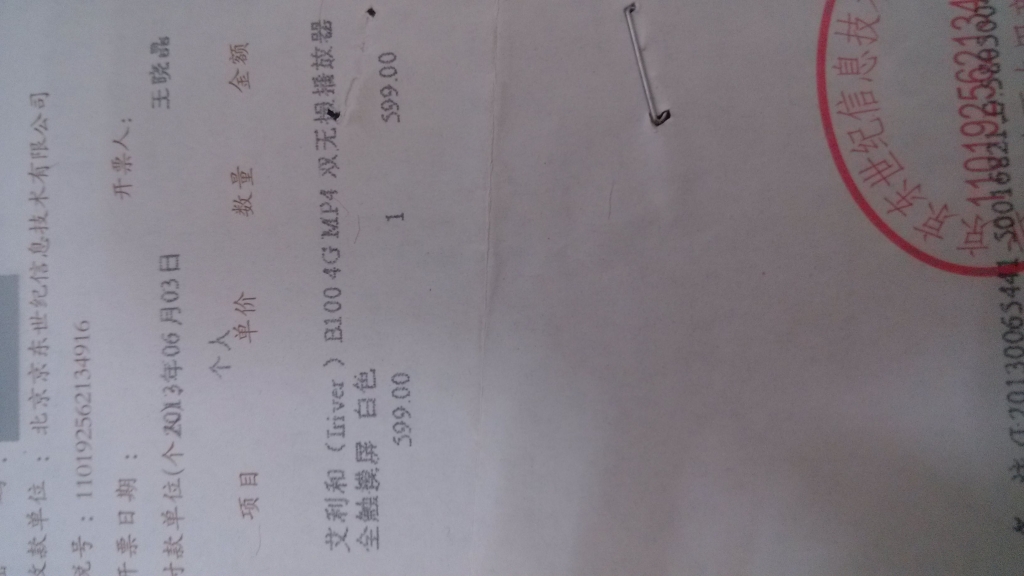 收款单位：北京京东世纪信息技术有限公司
税号：110192562134916
开票日期： 开票人：
付款单位(个 2013年06月03日 王晓晶
个人
项目 单价 数量 金额
艾利和（Iriver）B100 4G MP4 双无损播放器
全触摸屏 白色
599.00 1 599.00
京东世纪信息技术
110192562134